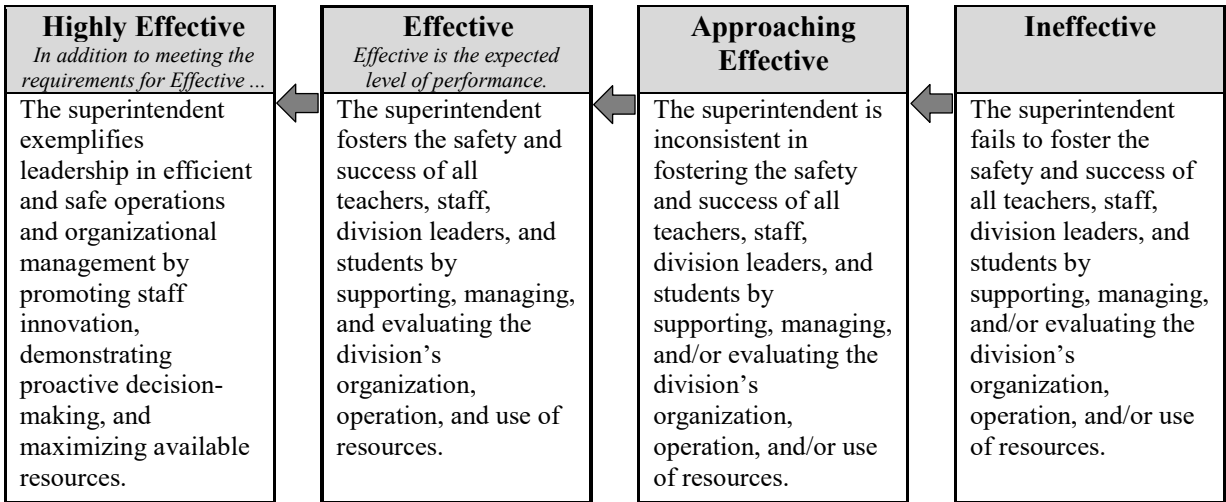 Highly Effective
In addition to meeting the
requirements for Effective ...
The superintendent
exemplifies
leadership in efficient
and safe operations
and organizational
management by
promoting staff
innovation,
demonstrating
proactive decision-
making, and
maximizing available
resources.
Effective
Effective is the expected
level of performance.
The superintendent
fosters the safety and
success of all
teachers, staff,
division leaders, and
students by
supporting, managing,
and evaluating the
division’s
organization,
operation, and use of
resources.
Approaching
Effective
The superintendent is
inconsistent in
fostering the safety
and success of all
teachers, staff,
division leaders, and
students by
supporting, managing,
and/or evaluating the
division’s
organization,
operation, and/or use
of resources.
Ineffective
The superintendent
fails to foster the
safety and success of
all teachers, staff,
division leaders, and
students by
supporting, managing,
and/or evaluating the
division’s
organization,
operation, and/or use
of resources.